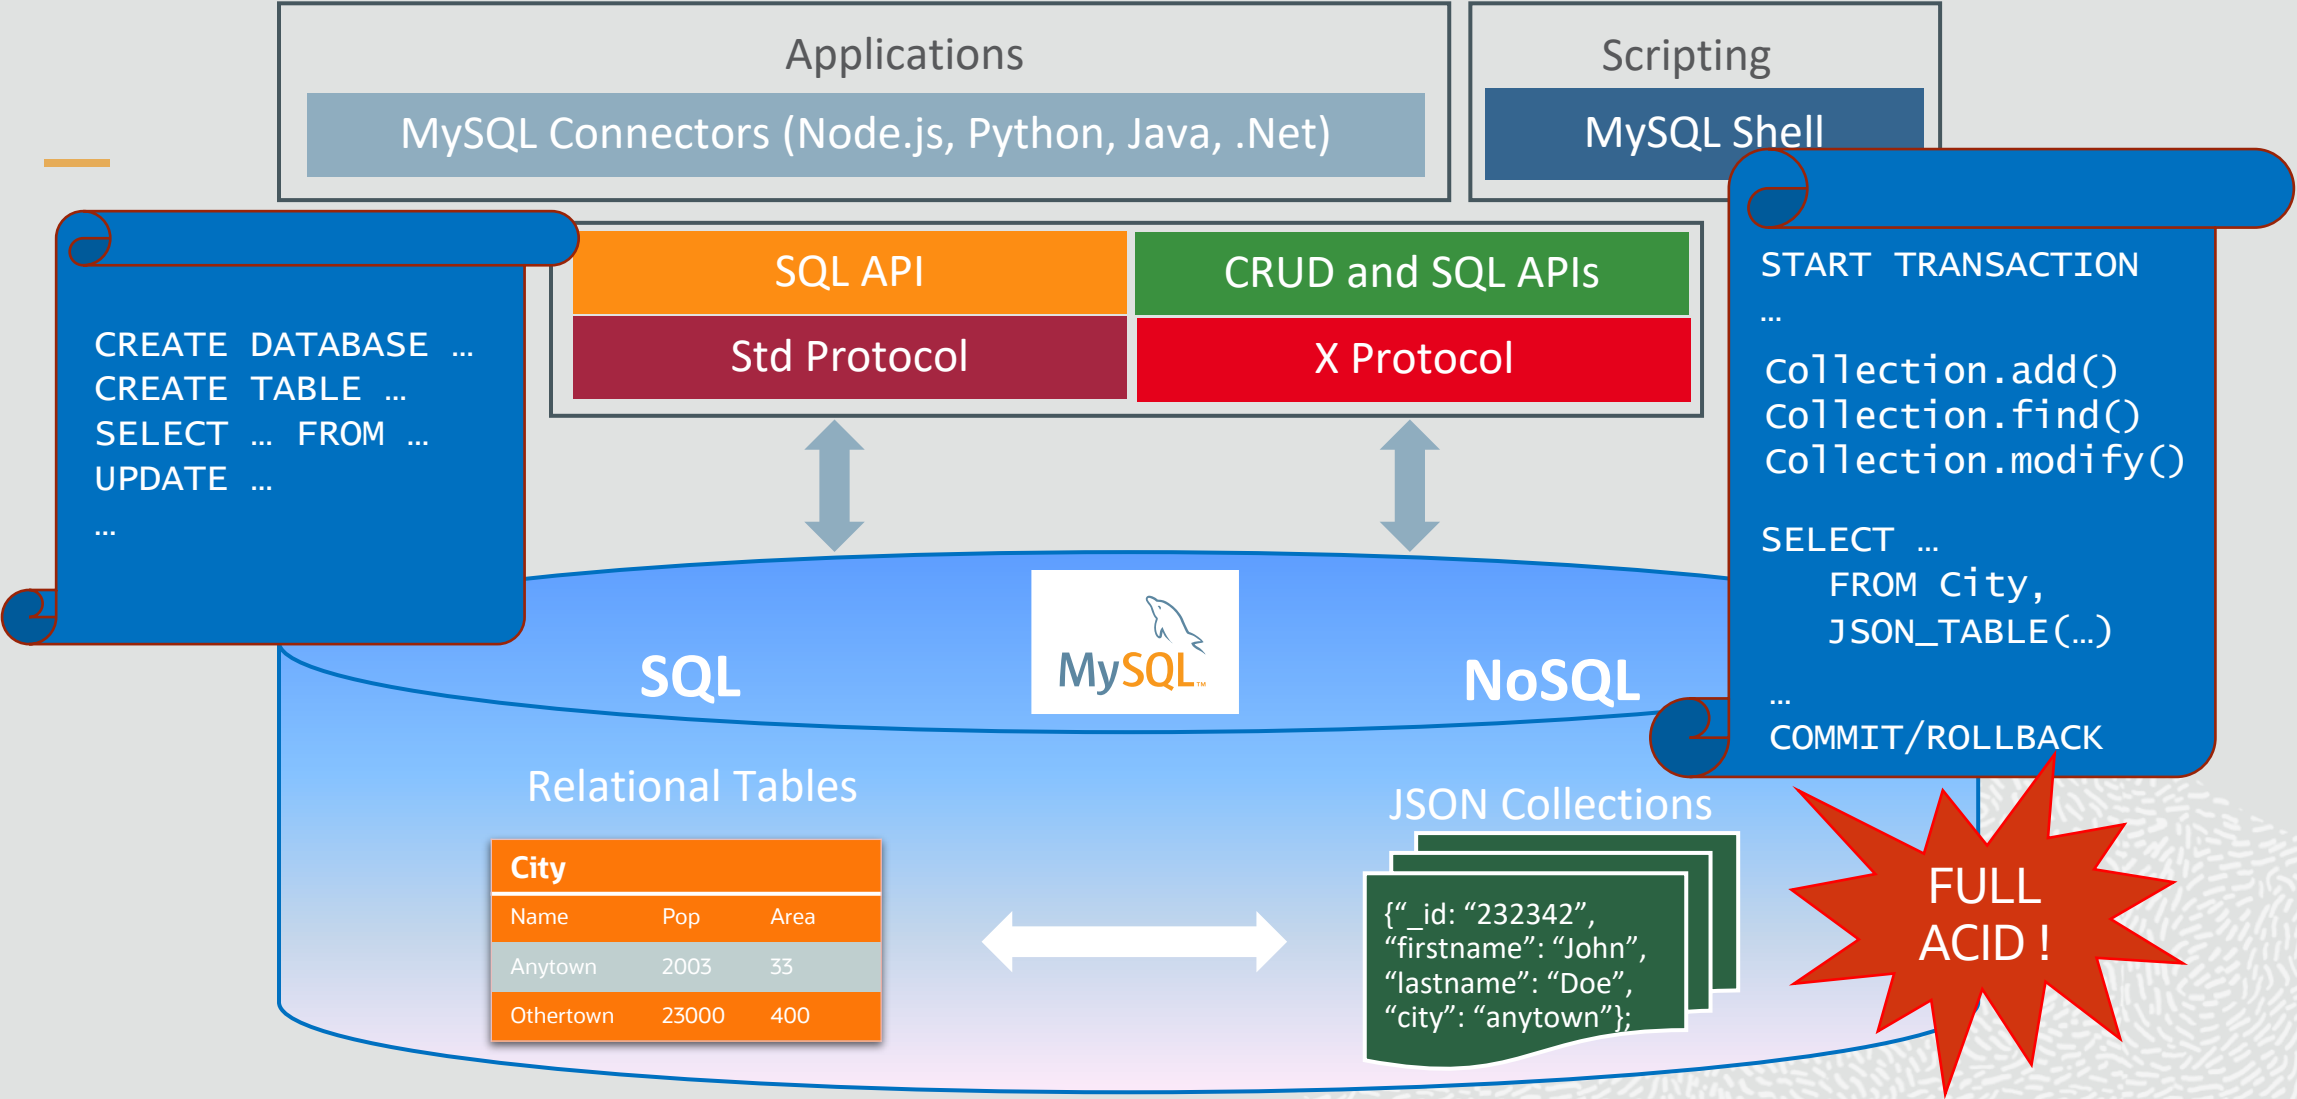 Applications
MySQL Connectors (Node.js, Python, Java, .Net)
Scripting
MySQL Shell
SQL API
CRUD and SQL APIs
Std Protocol
X Protocol
CREATE DATABASE …
CREATE TABLE …
SELECT … FROM …
UPDATE …
…
START TRANSACTION
…
Collection.add()
Collection.find()
Collection.modify()
SELECT …
FROM City,
JSON_TABLE(…)
…
COMMIT/ROLLBACK
SQL
MySQL™
NoSQL
Relational Tables
JSON Collections
City
Name Pop Area
Anytown 2003 33
Othertown 23000 400
{“_id: “232342”,
“firstname”: “John”,
“lastname”: “Doe”,
“city”: “anytown”};
FULL
ACID !